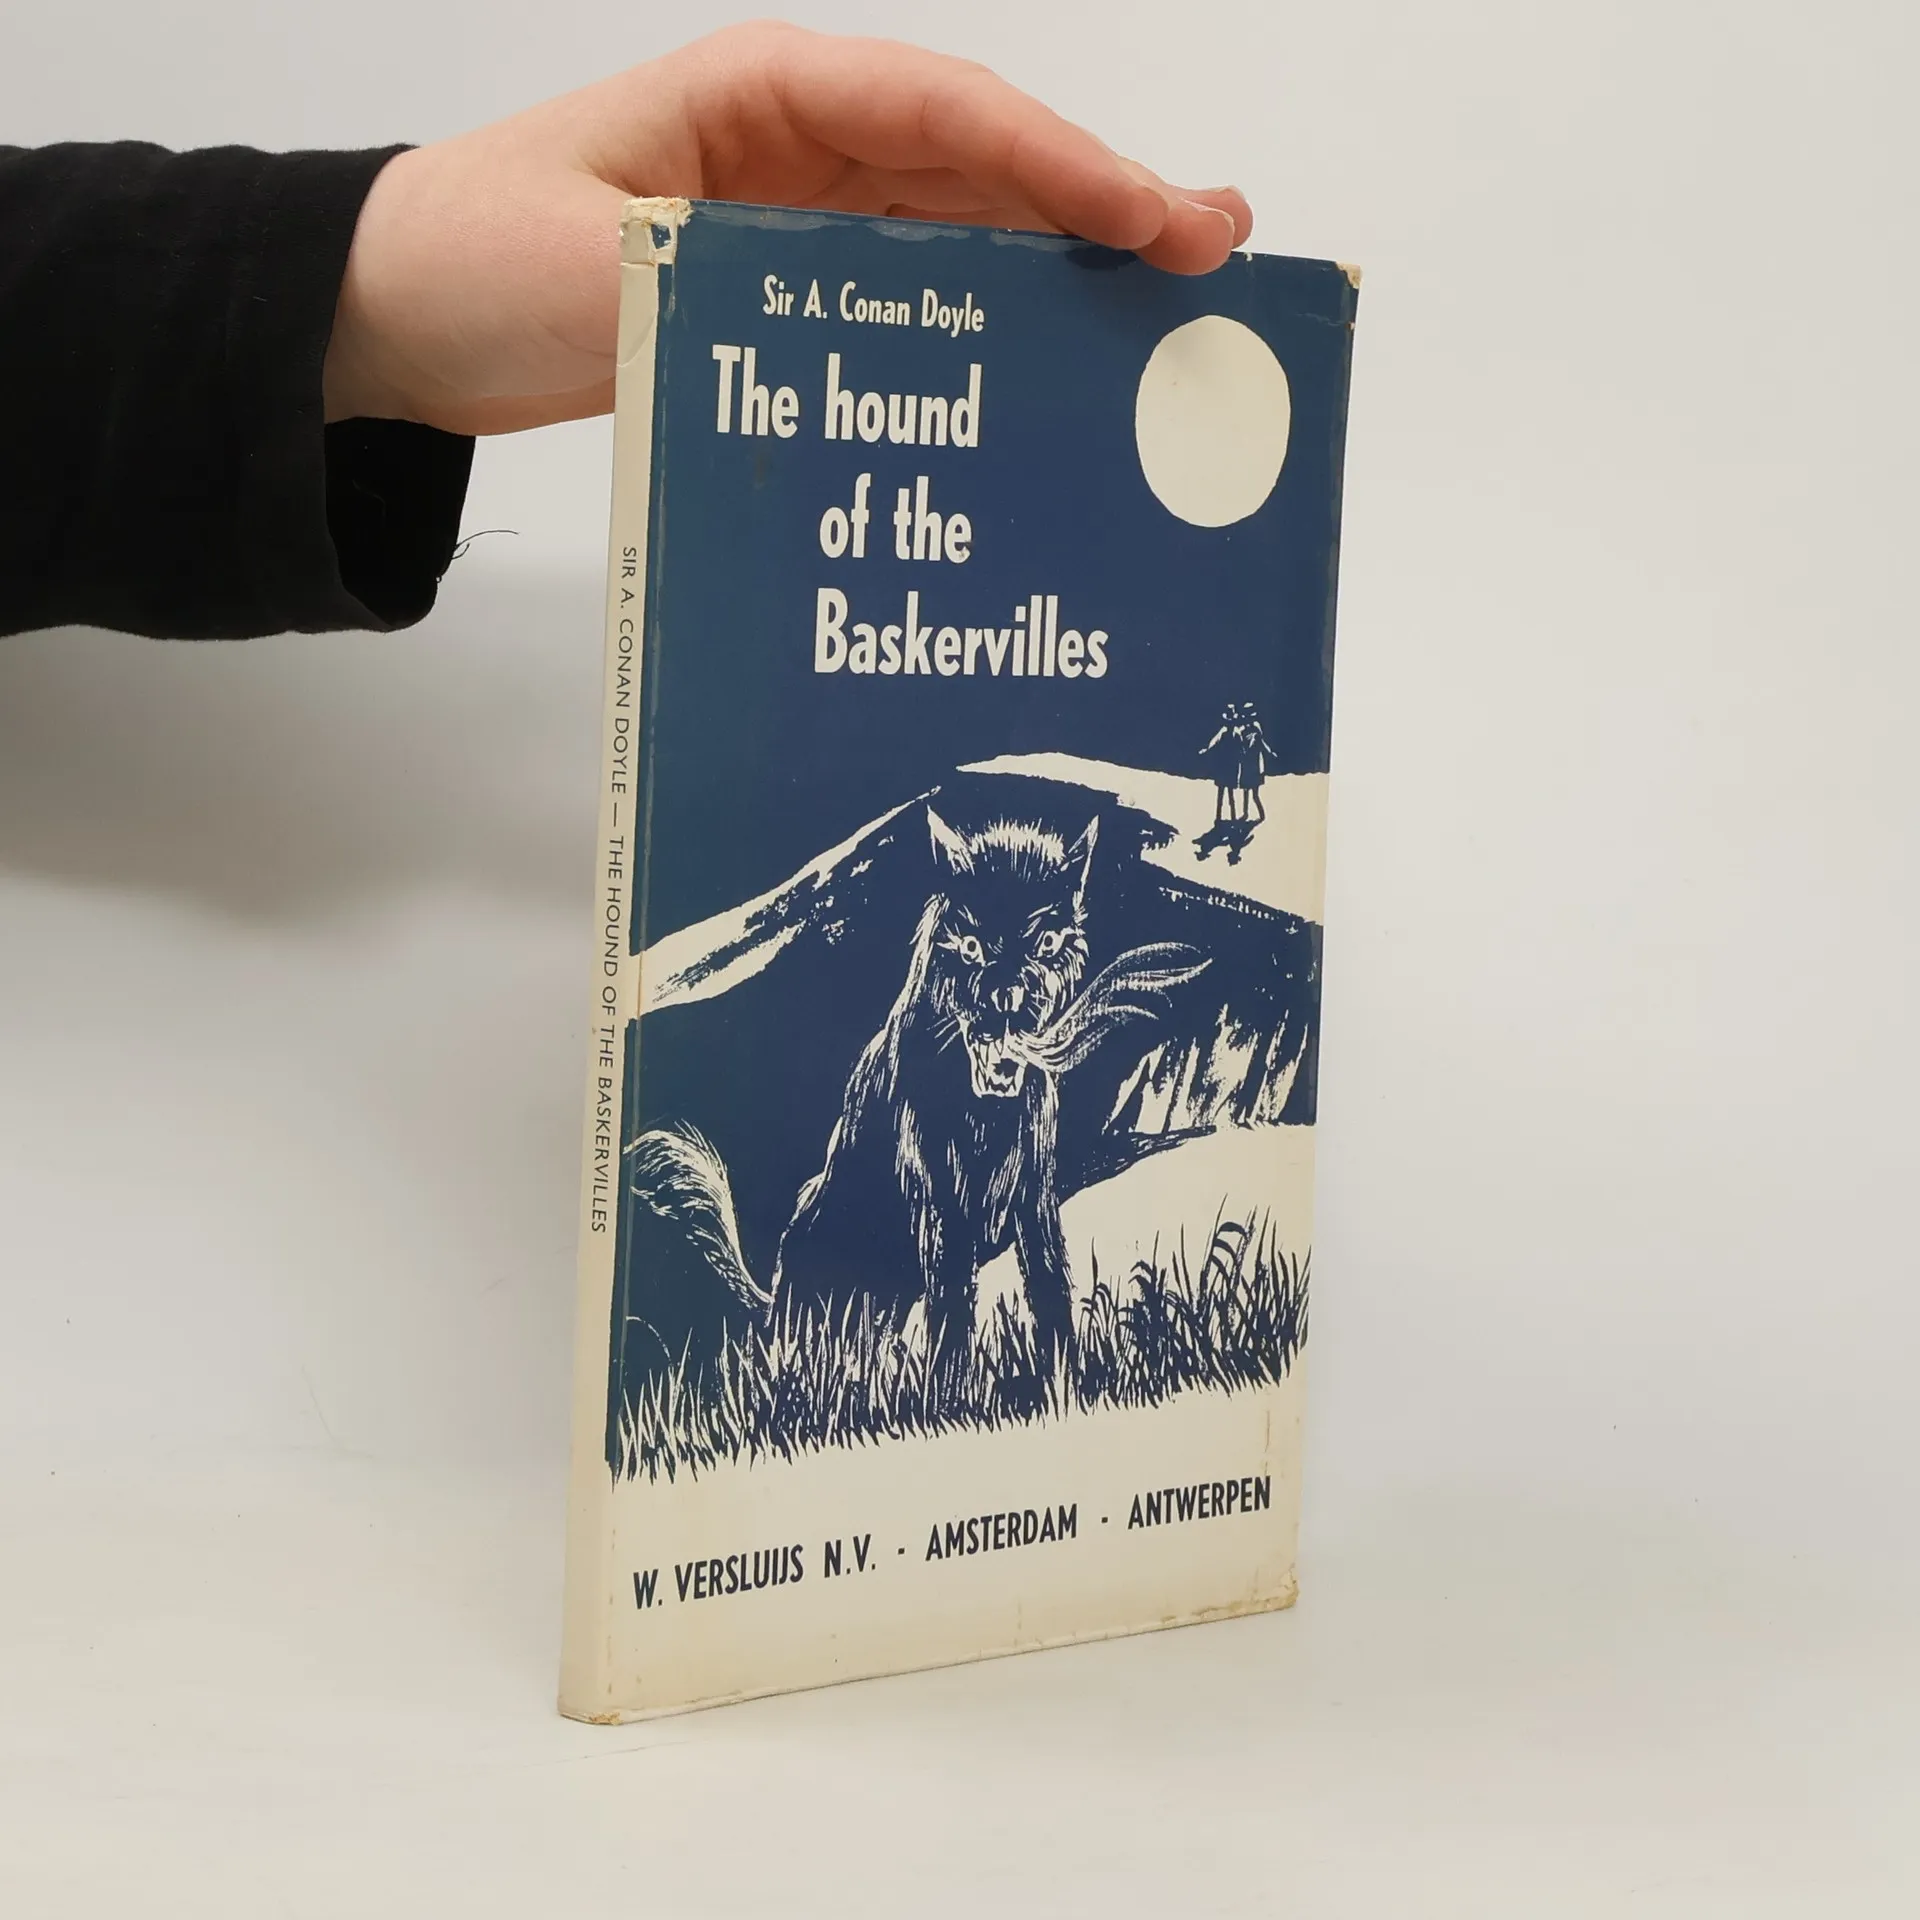 Sir A. Conan Doyle
The hound
of the
Baskervilles
W. VERSLUIJS N.V. - AMSTERDAM - ANTWERPEN
SIR A. CONAN DOYLE — THE HOUND OF THE BASKERVILLES